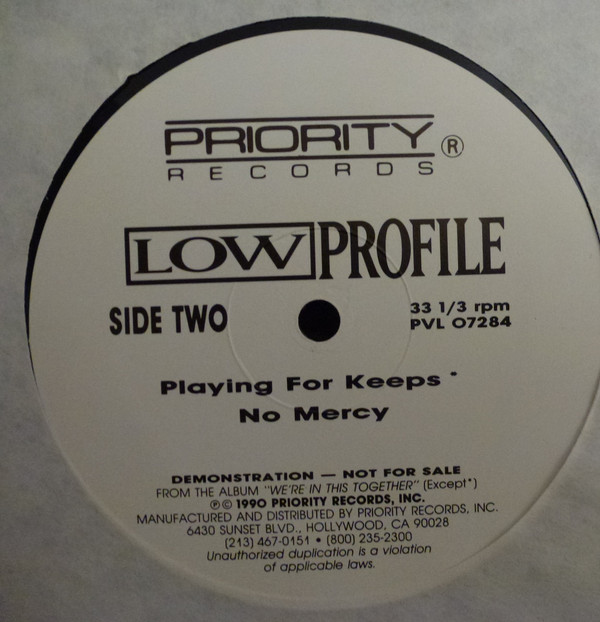 PRIORITY ®
RECORDS
LOW PROFILE
SIDE TWO
33 1/3 rpm
PVL 07284
Playing For Keeps *
No Mercy
DEMONSTRATION — NOT FOR SALE
FROM THE ALBUM "WE'RE IN THIS TOGETHER" (Except*)
℗© 1990 PRIORITY RECORDS, INC.
MANUFACTURED AND DISTRIBUTED BY PRIORITY RECORDS, INC.
6430 SUNSET BLVD., HOLLYWOOD, CA 90028
(213) 467-0151 • (800) 235-2300
Unauthorized duplication is a violation
of applicable laws.